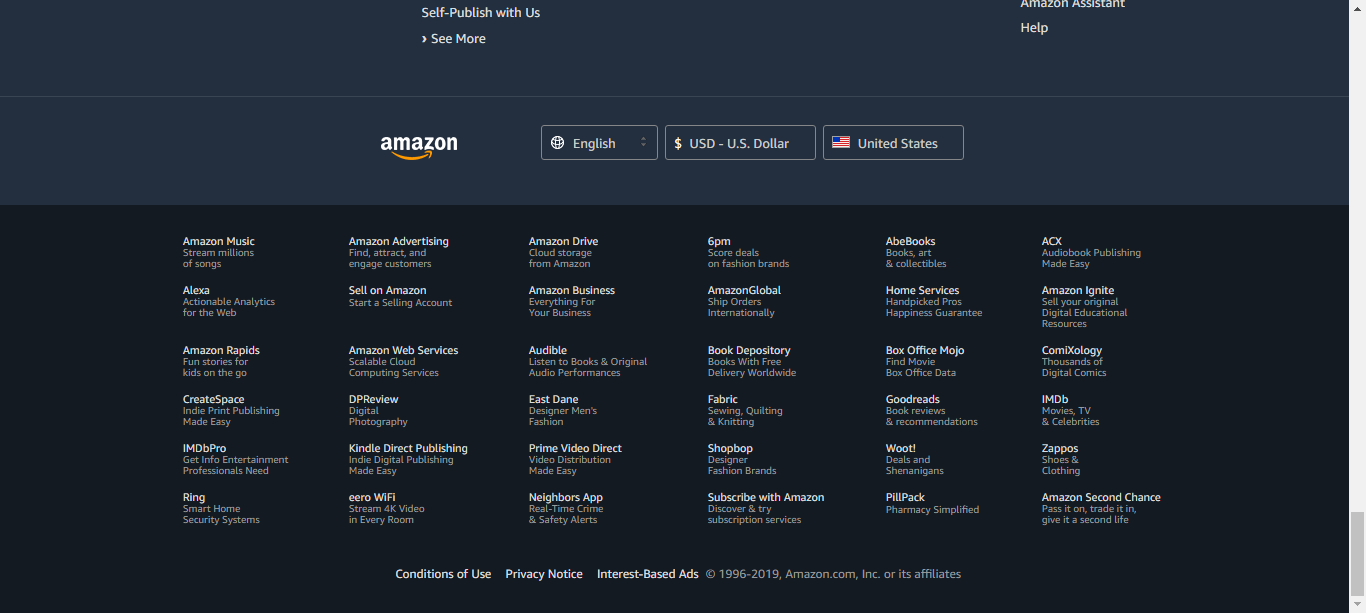 Self-Publish with Us
› See More
Amazon Assistant
Help
amazon
English
$ USD - U.S. Dollar
United States
Amazon Music
Stream millions
of songs
Amazon Advertising
Find, attract, and
engage customers
Amazon Drive
Cloud storage
from Amazon
6pm
Score deals
on fashion brands
AbeBooks
Books, art
& collectibles
ACX
Audiobook Publishing
Made Easy
Alexa
Actionable Analytics
for the Web
Sell on Amazon
Start a Selling Account
Amazon Business
Everything For
Your Business
AmazonGlobal
Ship Orders
Internationally
Home Services
Handpicked Pros
Happiness Guarantee
Amazon Ignite
Sell your original
Digital Educational
Resources
Amazon Rapids
Fun stories for
kids on the go
Amazon Web Services
Scalable Cloud
Computing Services
Audible
Listen to Books & Original
Audio Performances
Book Depository
Books With Free
Delivery Worldwide
Box Office Mojo
Find Movie
Box Office Data
ComiXology
Thousands of
Digital Comics
CreateSpace
Indie Print Publishing
Made Easy
DPReview
Digital
Photography
East Dane
Designer Men's
Fashion
Fabric
Sewing, Quilting
& Knitting
Goodreads
Book reviews
& recommendations
IMDb
Movies, TV
& Celebrities
IMDbPro
Get Info Entertainment
Professionals Need
Kindle Direct Publishing
Indie Digital Publishing
Made Easy
Prime Video Direct
Video Distribution
Made Easy
Shopbop
Designer
Fashion Brands
Woot!
Deals and
Shenanigans
Zappos
Shoes &
Clothing
Ring
Smart Home
Security Systems
eero WiFi
Stream 4K Video
in Every Room
Neighbors App
Real-Time Crime
& Safety Alerts
Subscribe with Amazon
Discover & try
subscription services
PillPack
Pharmacy Simplified
Amazon Second Chance
Pass it on, trade it in,
give it a second life
Conditions of Use Privacy Notice Interest-Based Ads © 1996-2019, Amazon.com, Inc. or its affiliates